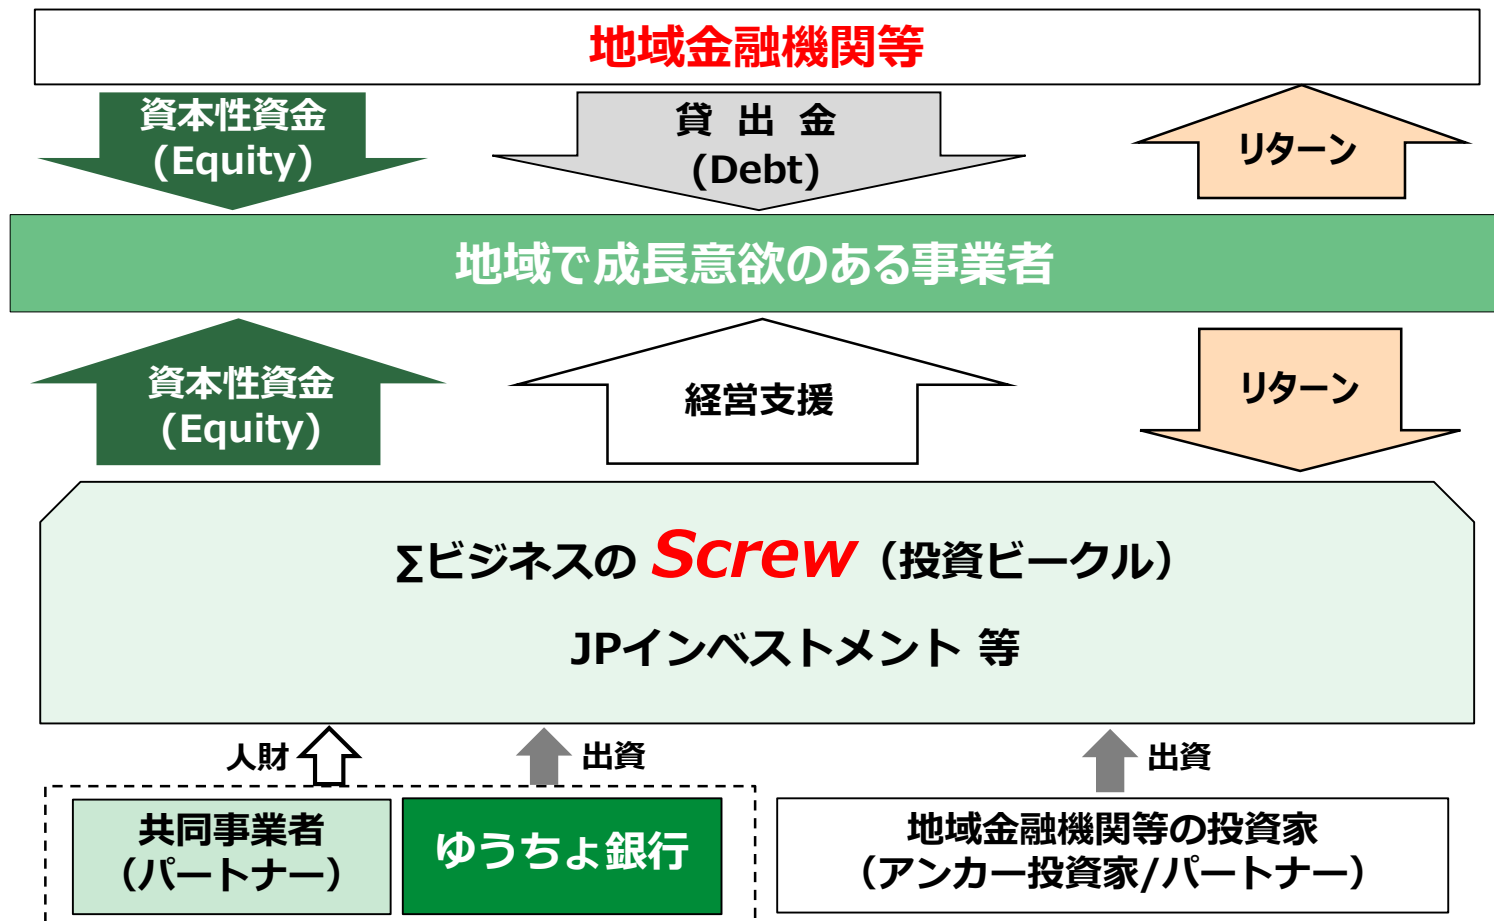 地域金融機関等
資本性資金
(Equity)
貸 出 金
(Debt)
リターン
地域で成長意欲のある事業者
資本性資金
(Equity)
経営支援
リターン
∑ビジネスの Screw（投資ビークル）
JPインベストメント 等
人財
出資
出資
共同事業者
（パートナー）
ゆうちょ銀行
地域金融機関等の投資家
（アンカー投資家/パートナー）